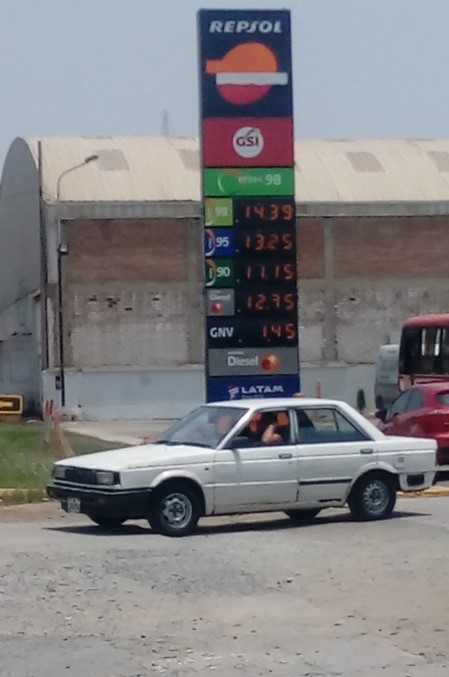 REPSOL
GSI
efitec 98
98 14.39
95 13.25
90 11.15
Diesel 12.75
GNV 1.45
Diesel
LATAM